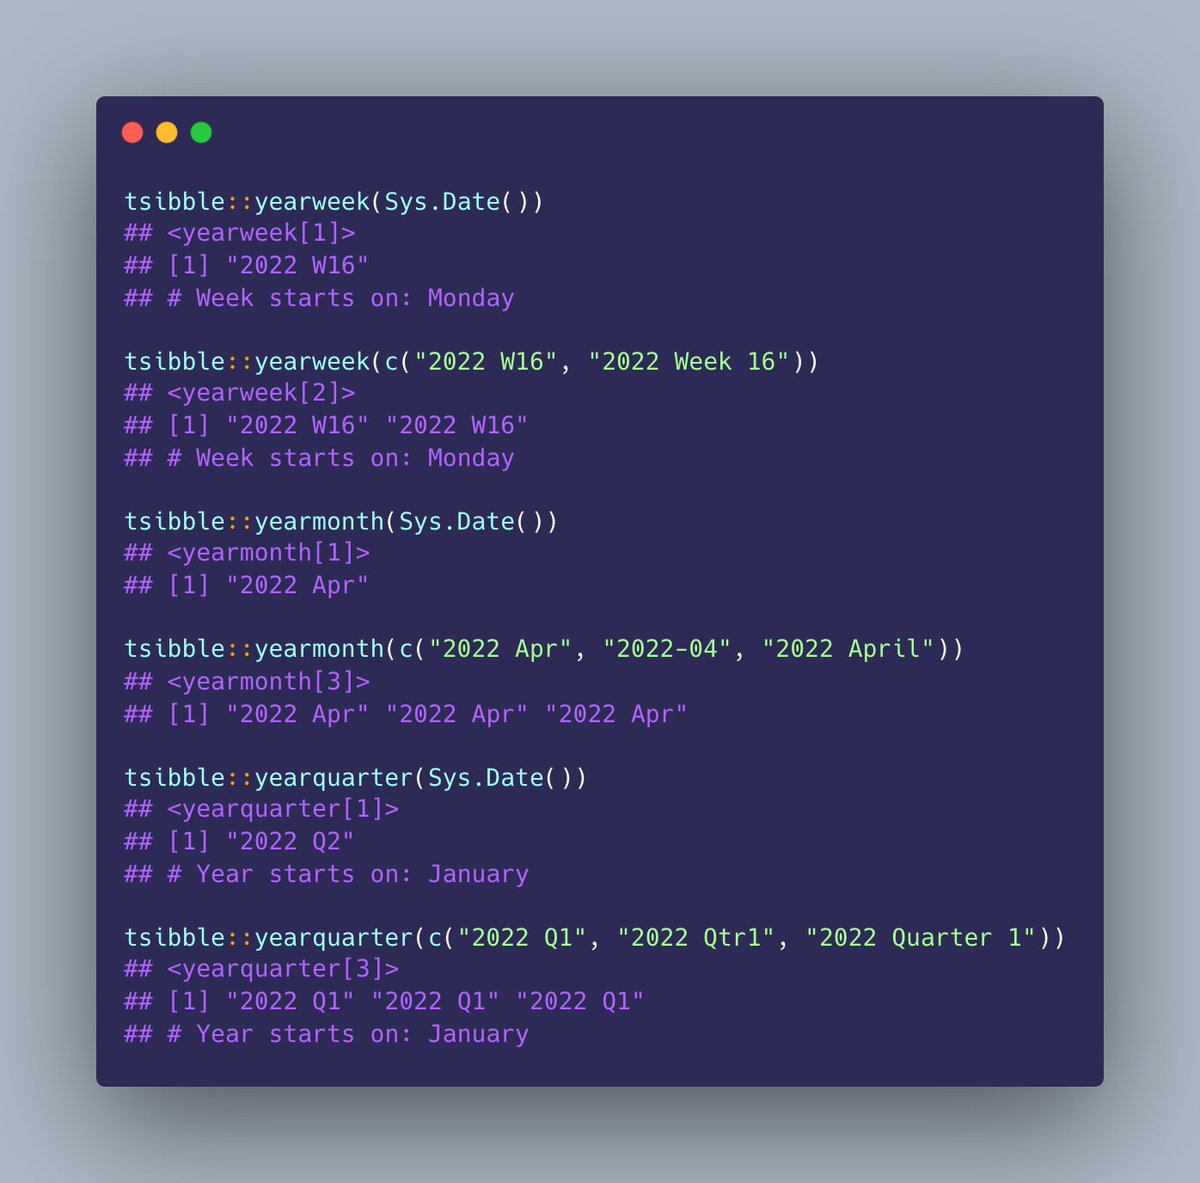 tsibble::yearweek(Sys.Date())
## <yearweek[1]>
## [1] "2022 W16"
## # Week starts on: Monday
tsibble::yearweek(c("2022 W16", "2022 Week 16"))
## <yearweek[2]>
## [1] "2022 W16" "2022 W16"
## # Week starts on: Monday
tsibble::yearmonth(Sys.Date())
## <yearmonth[1]>
## [1] "2022 Apr"
tsibble::yearmonth(c("2022 Apr", "2022-04", "2022 April"))
## <yearmonth[3]>
## [1] "2022 Apr" "2022 Apr" "2022 Apr"
tsibble::yearquarter(Sys.Date())
## <yearquarter[1]>
## [1] "2022 Q2"
## # Year starts on: January
tsibble::yearquarter(c("2022 Q1", "2022 Qtr1", "2022 Quarter 1"))
## <yearquarter[3]>
## [1] "2022 Q1" "2022 Q1" "2022 Q1"
## # Year starts on: January